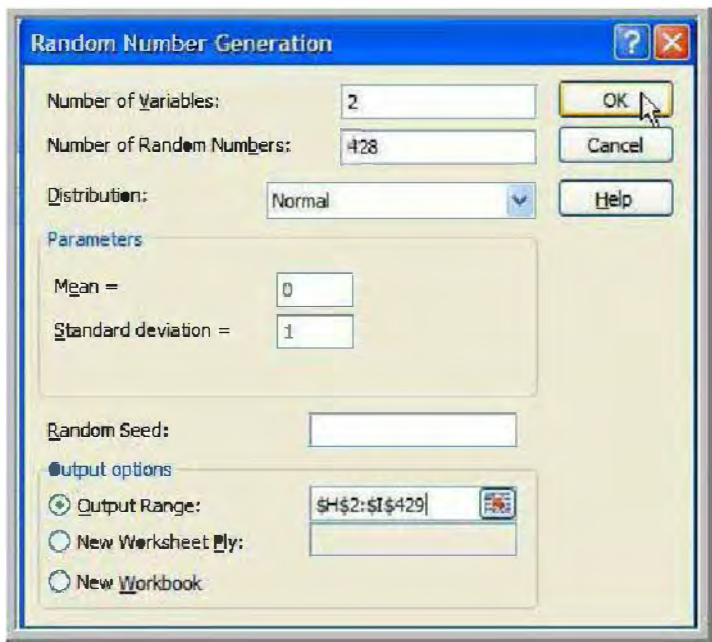 Random Number Generation
Number of Variables: 2
OK
Number of Random Numbers: 428
Cancel
Distribution: Normal
Help
Parameters
Mean = 0
Standard deviation = 1
Random Seed:
Output options
Output Range: $H$2:$I$429
New Worksheet Ply:
New Workbook